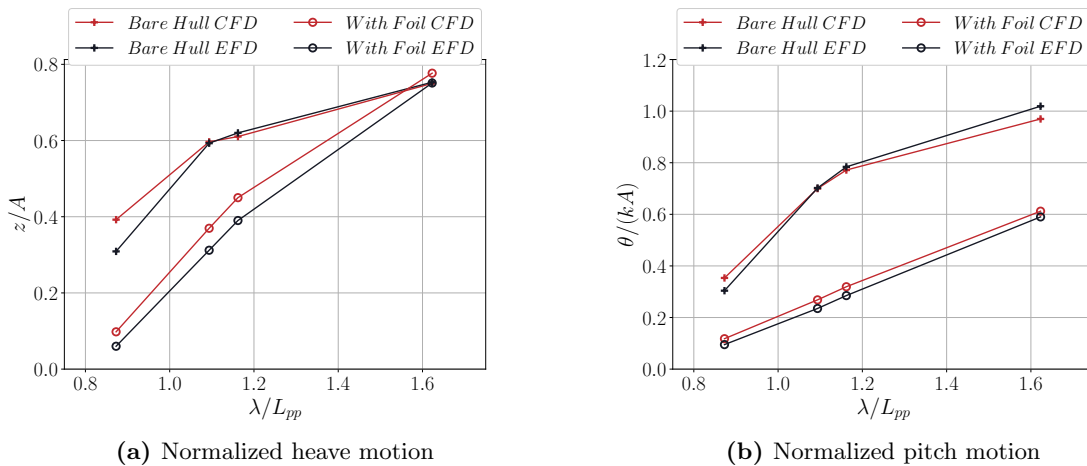 Bare Hull CFD With Foil CFD
Bare Hull EFD With Foil EFD
0.8
0.6
0.4
0.2
0.0
z/A
0.8 1.0 1.2 1.4 1.6
λ/L_pp
(a) Normalized heave motion
Bare Hull CFD With Foil CFD
Bare Hull EFD With Foil EFD
1.2
1.0
0.8
0.6
0.4
0.2
0.0
θ/(kA)
0.8 1.0 1.2 1.4 1.6
λ/L_pp
(b) Normalized pitch motion